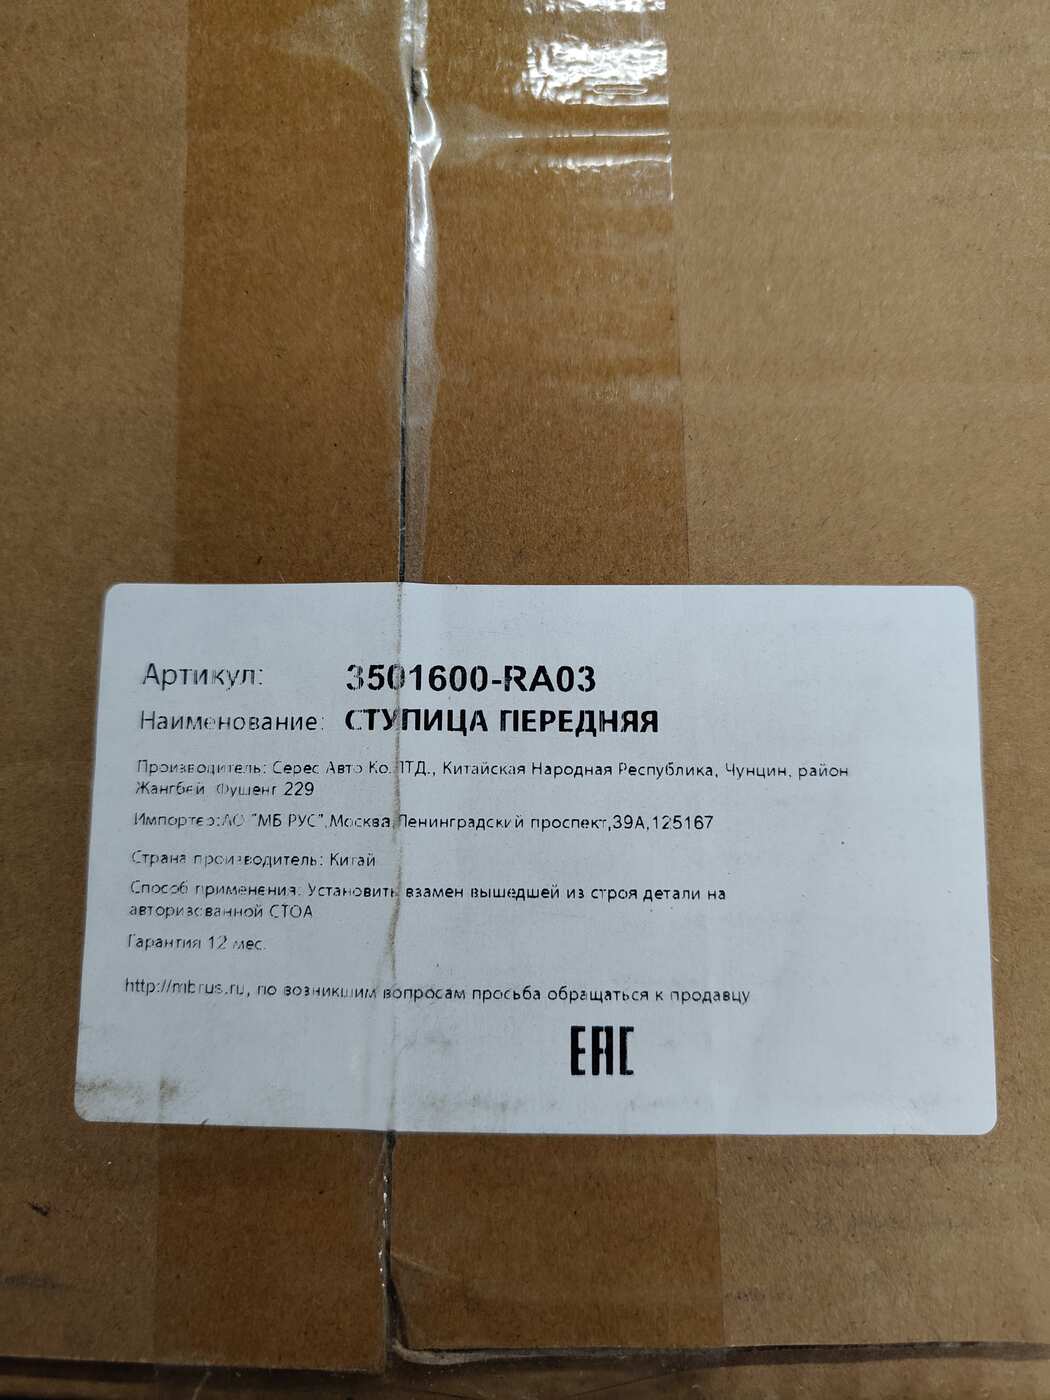 Артикул: 3501600-RA03
Наименование: СТУПИЦА ПЕРЕДНЯЯ
Производитель: Серес Авто Ко.ЛТД., Китайская Народная Республика, Чунцин, район
Жангбей Фушенг 229
Импортер:АО "МБ РУС",Москва,Ленинградский проспект,39А,125167
Страна производитель: Китай
Способ применения: Установить взамен вышедшей из строя детали на
авторизованной СТОА
Гарантия 12 мес.
http://mbrus.ru, по возникшим вопросам просьба обращаться к продавцу
EAC